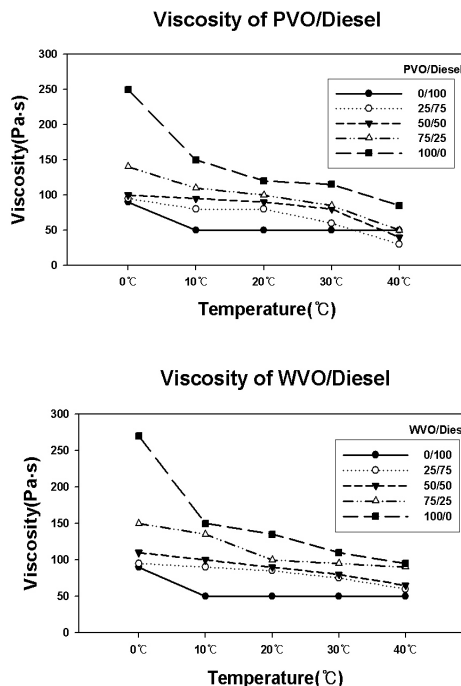 Viscosity of PVO/Diesel
PVO/Diesel
0/100
25/75
50/50
75/25
100/0
300
250
200
150
100
50
0
Viscosity(Pa·s)
0℃ 10℃ 20℃ 30℃ 40℃
Temperature(℃)
Viscosity of WVO/Diesel
WVO/Dies
0/100
25/75
50/50
75/25
100/0
300
250
200
150
100
50
0
Viscosity(Pa·s)
0℃ 10℃ 20℃ 30℃ 40℃
Temperature(℃)